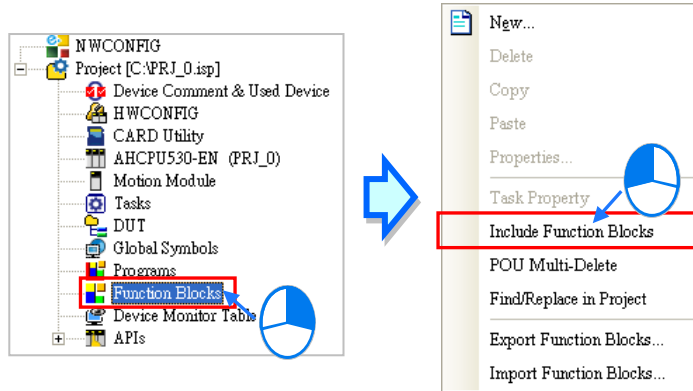 NWCONFIG
Project [C:\PRJ_0.isp]
Device Comment & Used Device
HWCONFIG
CARD Utility
AHCPU530-EN (PRJ_0)
Motion Module
Tasks
DUT
Global Symbols
Programs
Function Blocks
Device Monitor Table
APIs
New...
Delete
Copy
Paste
Properties...
Task Property
Include Function Blocks
POU Multi-Delete
Find/Replace in Project
Export Function Blocks...
Import Function Blocks...